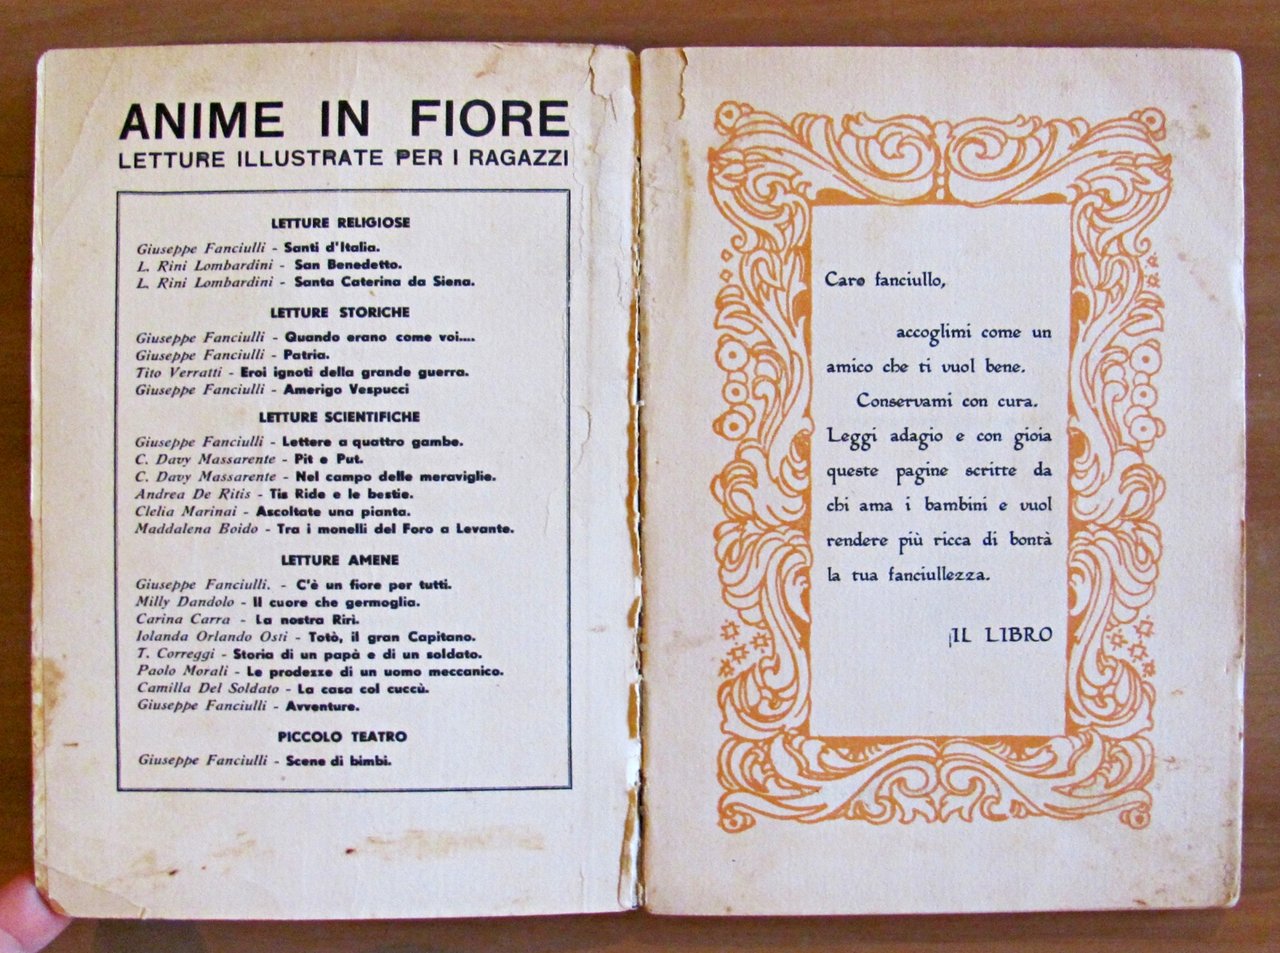 ANIME IN FIORE
LETTURE ILLUSTRATE PER I RAGAZZI
LETTURE RELIGIOSE
Giuseppe Fanciulli - Santi d'Italia.
L. Rini Lombardini - San Benedetto.
L. Rini Lombardini - Santa Caterina da Siena.
LETTURE STORICHE
Giuseppe Fanciulli - Quando erano come voi....
Giuseppe Fanciulli - Patria.
Tito Verratti - Eroi ignoti della grande guerra.
Giuseppe Fanciulli - Amerigo Vespucci
LETTURE SCIENTIFICHE
Giuseppe Fanciulli - Lettere a quattro gambe.
C. Davy Massarente - Pit e Put.
C. Davy Massarente - Nel campo delle meraviglie.
Andrea De Ritis - Tis Ride e le bestie.
Clelia Marinai - Ascoltate una pianta.
Maddalena Boido - Tra i monelli del Foro a Levante.
LETTURE AMENE
Giuseppe Fanciulli. - C'è un fiore per tutti.
Milly Dandolo - Il cuore che germoglia.
Carina Carra - La nostra Rirì.
Iolanda Orlando Osti - Totò, il gran Capitano.
T. Correggi - Storia di un papà e di un soldato.
Paolo Morali - Le prodezze di un uomo meccanico.
Camilla Del Soldato - La casa col cuccù.
Giuseppe Fanciulli - Avventure.
PICCOLO TEATRO
Giuseppe Fanciulli - Scene di bimbi.
Caro fanciullo,
accoglimi come un
amico che ti vuol bene.
Conservami con cura.
Leggi adagio e con gioia
queste pagine scritte da
chi ama i bambini e vuol
rendere più ricca di bontà
la tua fanciullezza.
IL LIBRO